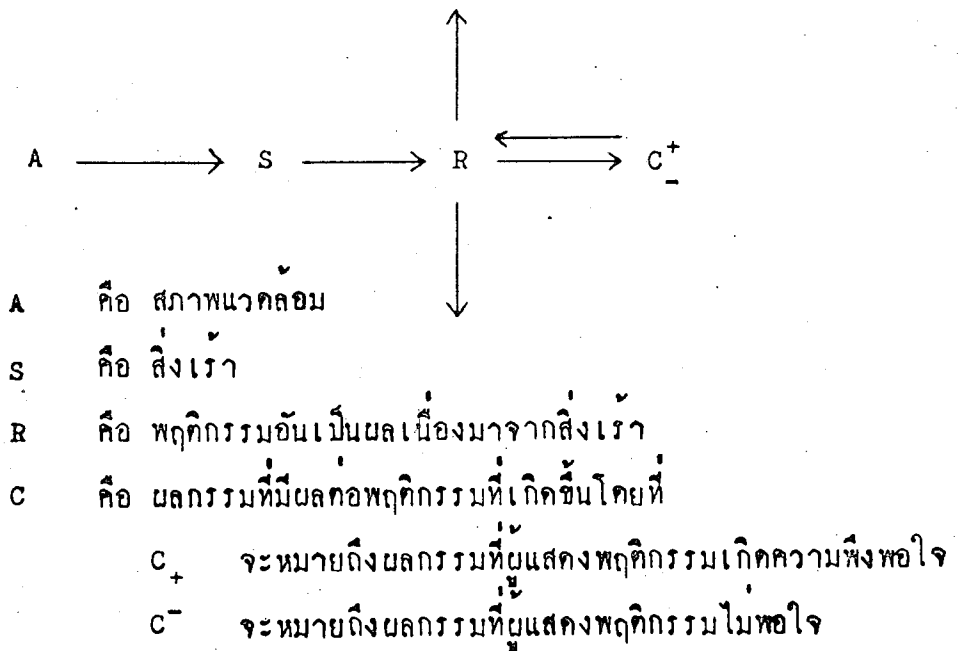 A S R C+-
A คือ สภาพแวดล้อม
S คือ สิ่งเร้า
R คือ พฤติกรรมอันเป็นผลเนื่องมาจากสิ่งเร้า
C คือ ผลกรรมที่มีผลต่อพฤติกรรมที่เกิดขึ้นโดยที่
C+ จะหมายถึงผลกรรมที่ผู้แสดงพฤติกรรมเกิดความพึงพอใจ
C- จะหมายถึงผลกรรมที่ผู้แสดงพฤติกรรมไม่พอใจ